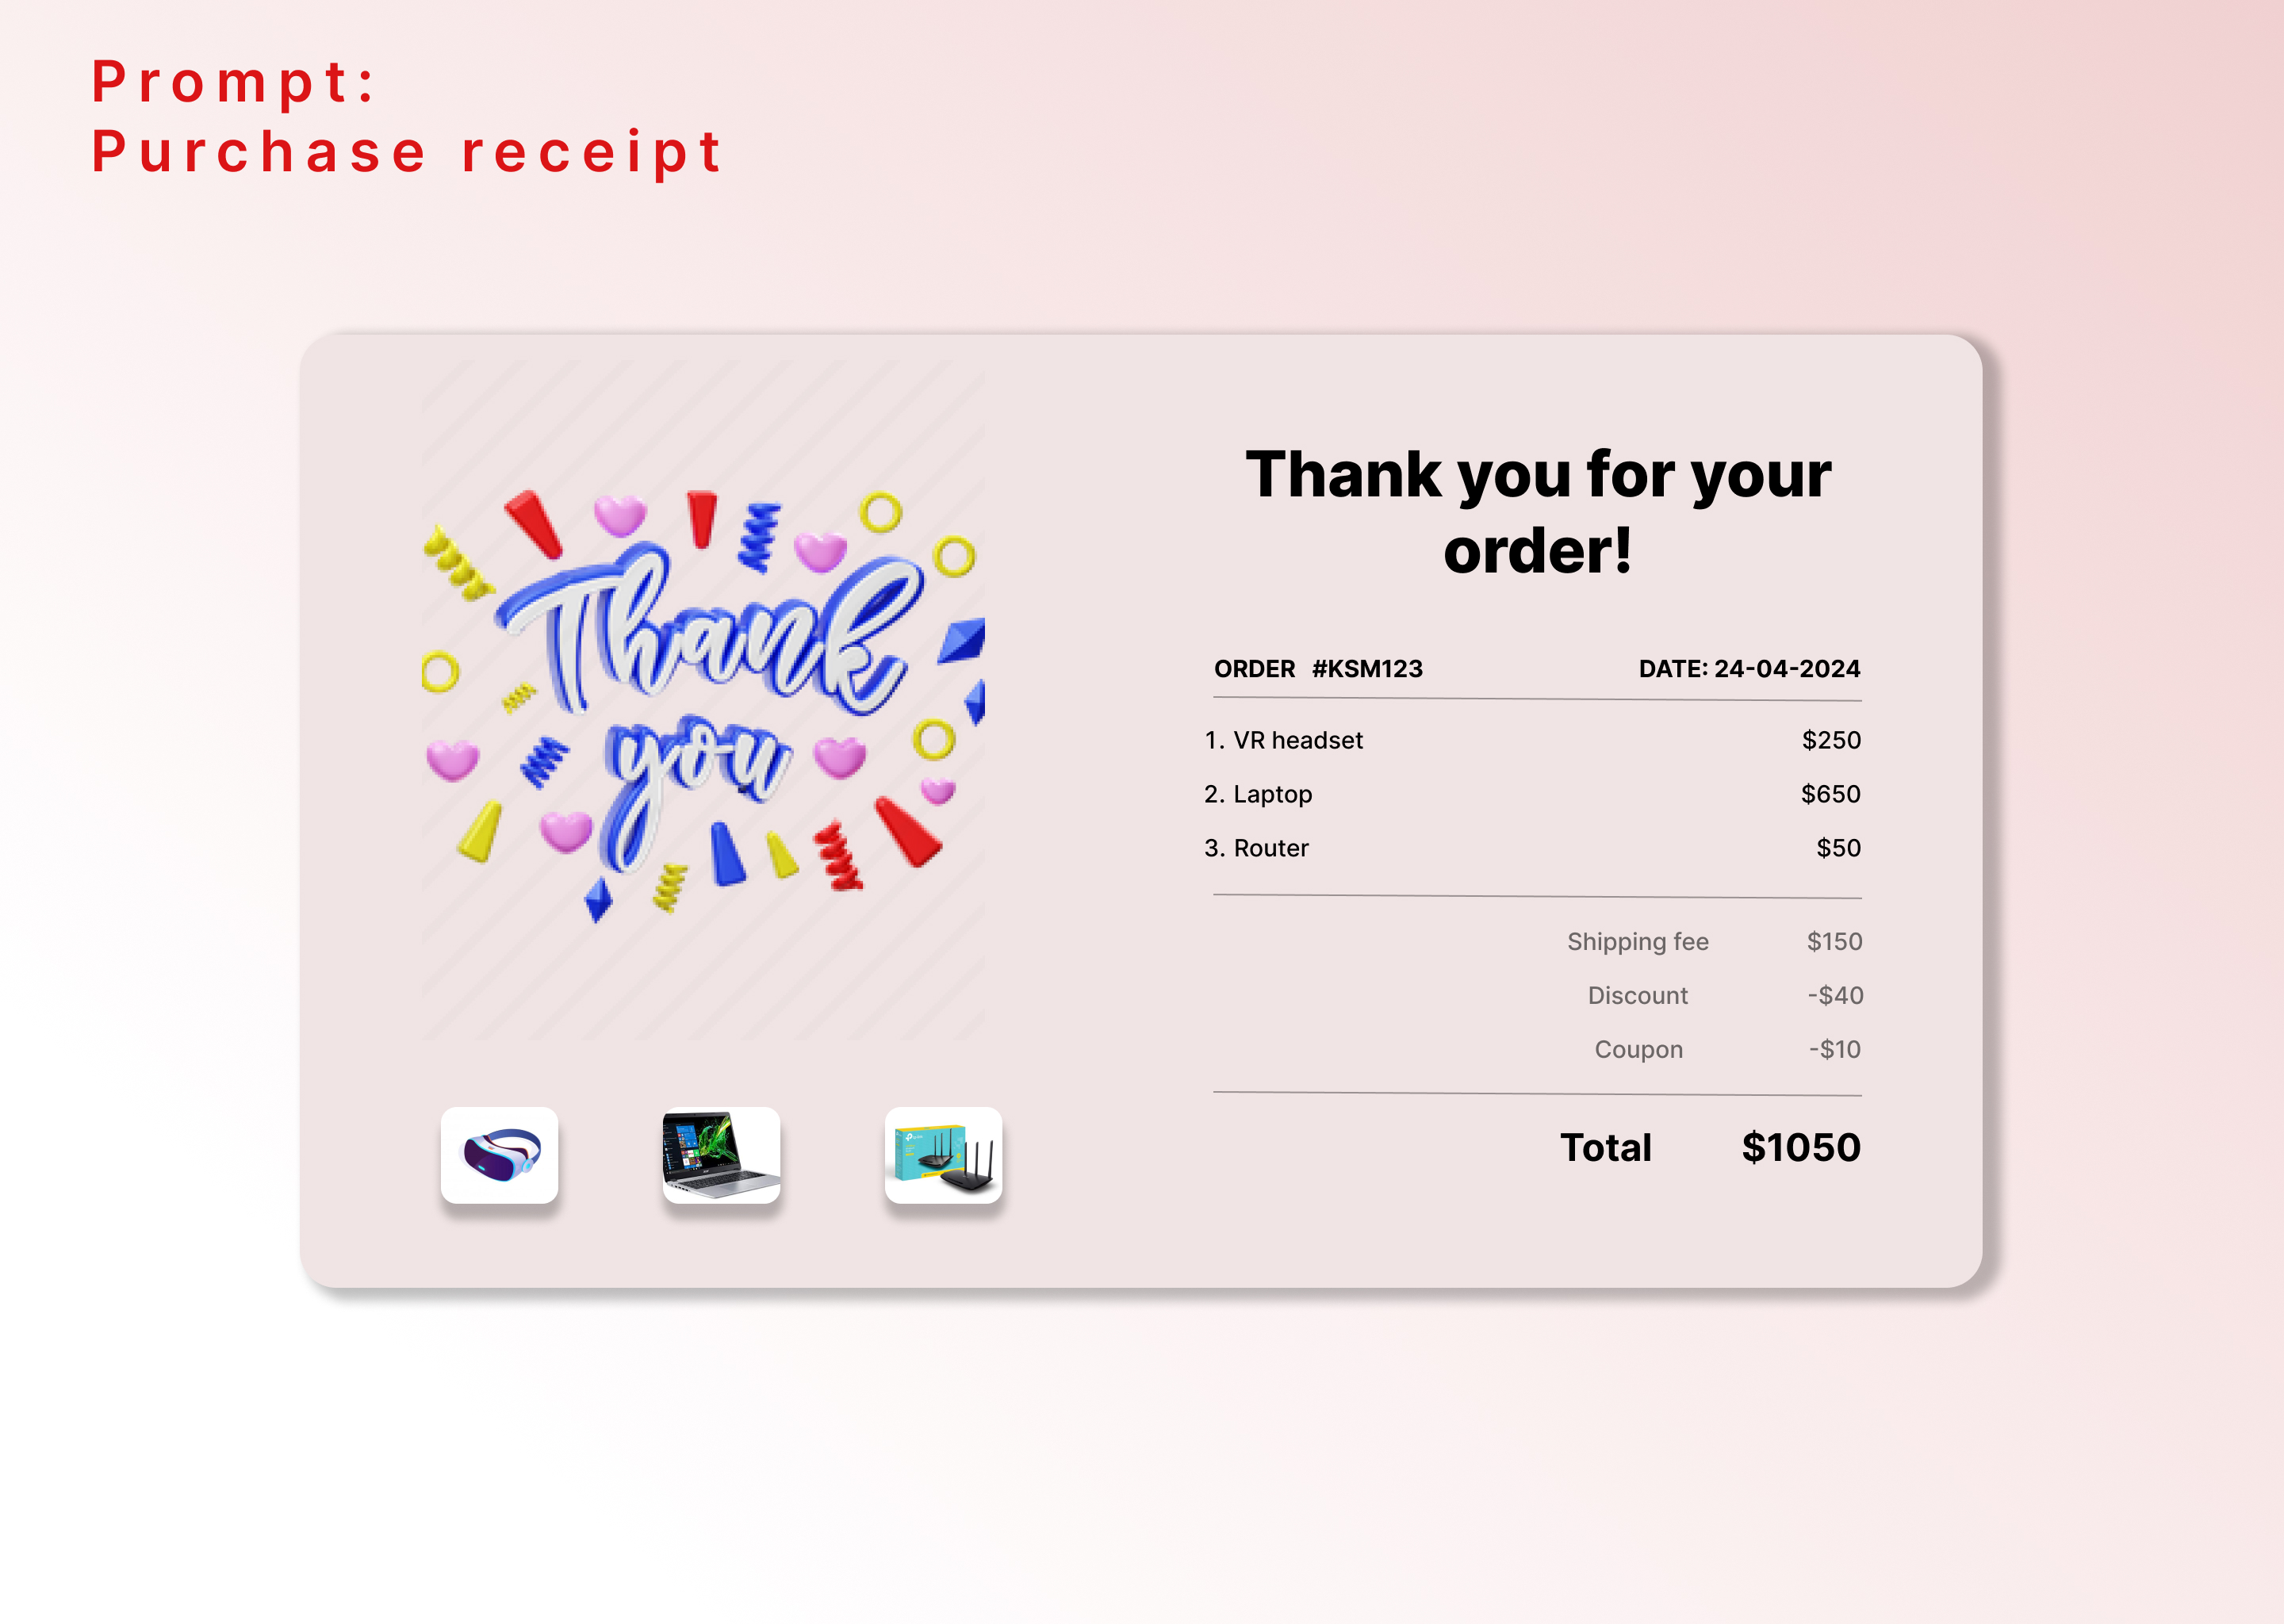 Prompt:
Purchase receipt
Thank
you
Thank you for your
order!
ORDER #KSM123 DATE: 24-04-2024
1. VR headset $250
2. Laptop $650
3. Router $50
Shipping fee $150
Discount -$40
Coupon -$10
Total $1050